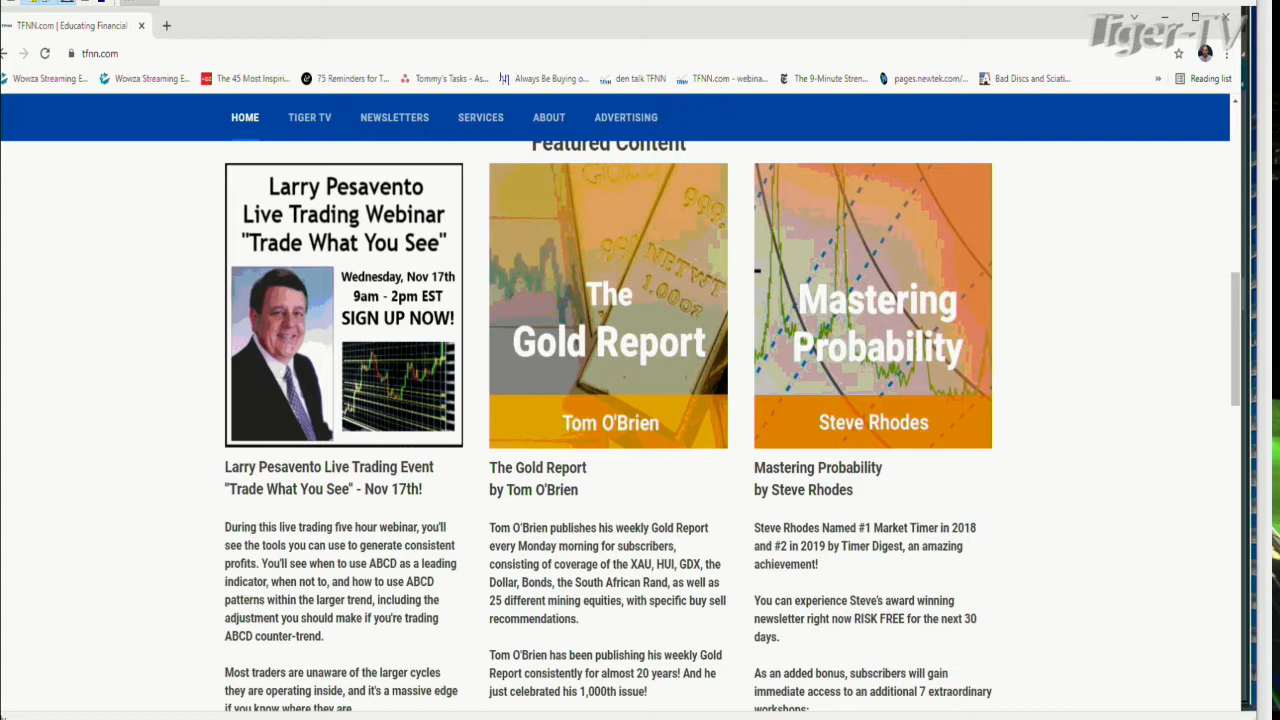 TFNN.com | Educating Financial
Tiger-TV
tfnn.com
Wowza Streaming E...
Wowza Streaming E...
The 45 Most Inspiri...
75 Reminders for T...
Tommy's Tasks - As...
Always Be Buying o...
den talk TFNN
TFNN.com - webina...
The 9-Minute Stren...
pages.newtek.com/...
Bad Discs and Sciati...
»
Reading list
HOME
TIGER TV
NEWSLETTERS
SERVICES
ABOUT
ADVERTISING
Featured Content
Larry Pesavento
Live Trading Webinar
"Trade What You See"
Wednesday, Nov 17th
9am - 2pm EST
SIGN UP NOW!
Larry Pesavento Live Trading Event
"Trade What You See" - Nov 17th!
During this live trading five hour webinar, you'll
see the tools you can use to generate consistent
profits. You'll see when to use ABCD as a leading
indicator, when not to, and how to use ABCD
patterns within the larger trend, including the
adjustment you should make if you're trading
ABCD counter-trend.
Most traders are unaware of the larger cycles
they are operating inside, and it's a massive edge
if you know where they are.
GOLD
999.
999.
NETWT
1.00oz
The
Gold Report
Tom O'Brien
The Gold Report
by Tom O'Brien
Tom O'Brien publishes his weekly Gold Report
every Monday morning for subscribers,
consisting of coverage of the XAU, HUI, GDX, the
Dollar, Bonds, the South African Rand, as well as
25 different mining equities, with specific buy sell
recommendations.
Tom O'Brien has been publishing his weekly Gold
Report consistently for almost 20 years! And he
just celebrated his 1,000th issue!
Mastering
Probability
Steve Rhodes
Mastering Probability
by Steve Rhodes
Steve Rhodes Named #1 Market Timer in 2018
and #2 in 2019 by Timer Digest, an amazing
achievement!
You can experience Steve's award winning
newsletter right now RISK FREE for the next 30
days.
As an added bonus, subscribers will gain
immediate access to an additional 7 extraordinary
workshops: